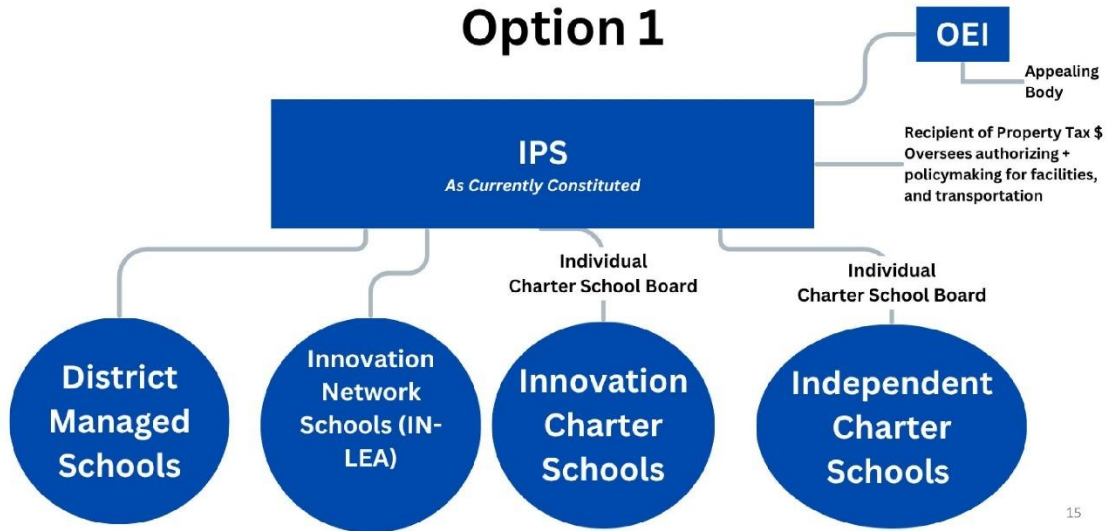 Option 1
OEI
Appealing
Body
IPS
As Currently Constituted
Recipient of Property Tax $
Oversees authorizing +
policymaking for facilities,
and transportation
Individual
Charter School Board
Individual
Charter School Board
District
Managed
Schools
Innovation
Network
Schools (IN-
LEA)
Innovation
Charter
Schools
Independent
Charter
Schools
15